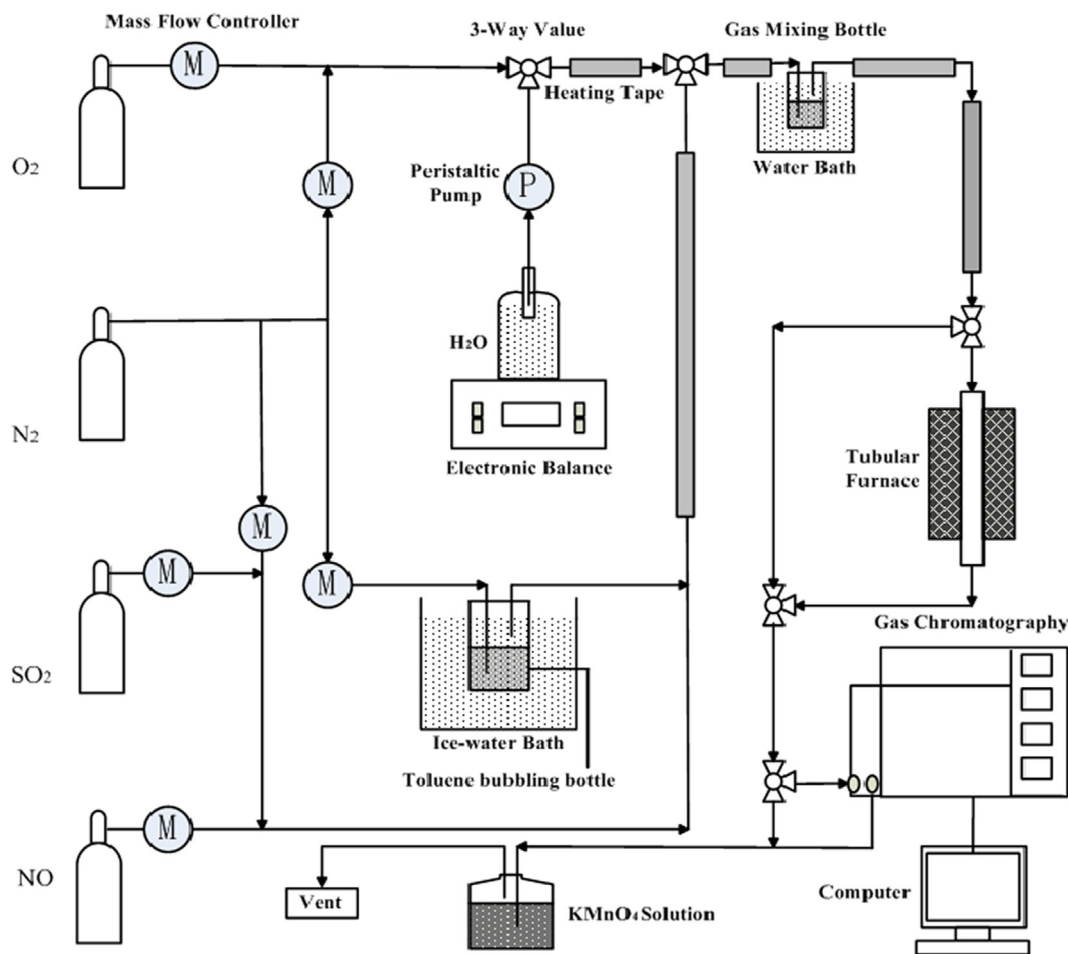 Mass Flow Controller
3-Way Value
Gas Mixing Bottle
M
Heating Tape
O₂
M
Peristaltic
Pump
P
Water Bath
H₂O
N₂
Electronic Balance
Tubular
Furnace
M
M
M
SO₂
Gas Chromatography
Ice-water Bath
Toluene bubbling bottle
M
NO
Vent
KMnO₄ Solution
Computer